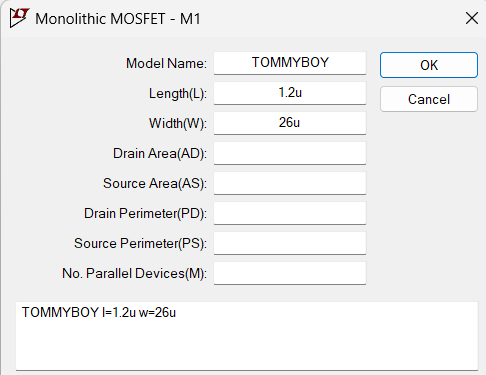 Monolithic MOSFET - M1
Model Name: TOMMYBOY OK
Length(L): 1.2u Cancel
Width(W): 26u
Drain Area(AD):
Source Area(AS):
Drain Perimeter(PD):
Source Perimeter(PS):
No. Parallel Devices(M):
TOMMYBOY l=1.2u w=26u